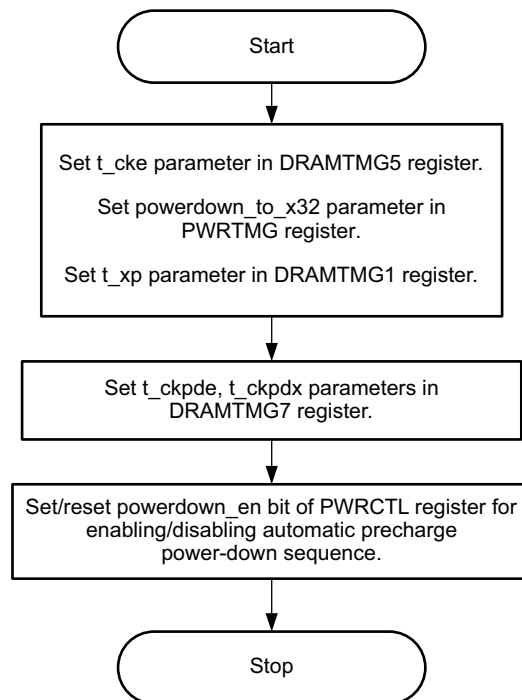 Start
Set t_cke parameter in DRAMTMG5 register.
Set powerdown_to_x32 parameter in
PWRTMG register.
Set t_xp parameter in DRAMTMG1 register.
Set t_ckpde, t_ckpdx parameters in
DRAMTMG7 register.
Set/reset powerdown_en bit of PWRCTL register for
enabling/disabling automatic precharge
power-down sequence.
Stop